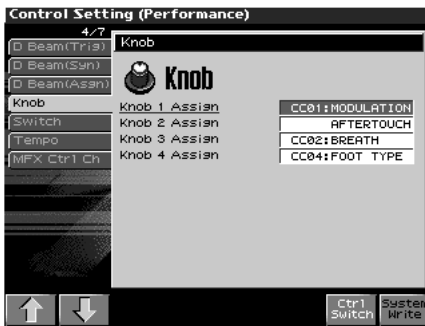 Control Setting (Performance)
4/7
D Beam(Trig)
D Beam(Syn)
D Beam(Asgn)
Knob
Switch
Tempo
MFX Ctrl Ch
Knob
Knob
Knob 1 Assign CC01:MODULATION
Knob 2 Assign AFTERTOUCH
Knob 3 Assign CC02:BREATH
Knob 4 Assign CC04:FOOT TYPE
Ctrl Switch
System Write